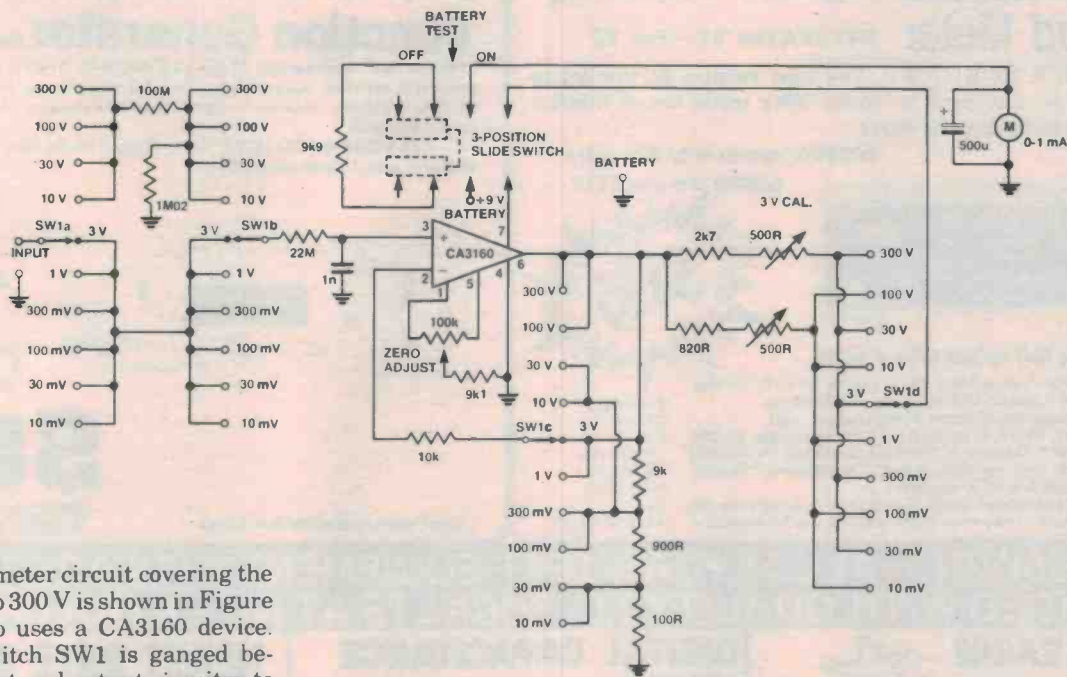 BATTERY
TEST
OFF
ON
300 V
100M
300 V
100 V
100 V
30 V
30 V
10 V
1M02
10 V
9k9
3-POSITION
SLIDE SWITCH
+9 V
BATTERY
BATTERY
+
500u
M
0-1 mA
SW1a
3 V
INPUT
3 V
SW1b
22M
1n
3
+
CA3160
7
2
-
1
5
4
6
3 V CAL.
2k7
500R
820R
500R
1 V
1 V
300 mV
300 mV
100 mV
100 mV
30 mV
30 mV
10 mV
10 mV
100k
ZERO
ADJUST
9k1
10k
300 V
100 V
30 V
10 V
SW1c
3 V
1 V
300 mV
100 mV
30 mV
10 mV
9k
900R
100R
300 V
100 V
30 V
10 V
3 V
SW1d
1 V
300 mV
100 mV
30 mV
10 mV
meter circuit covering the
o 300 V is shown in Figure
o uses a CA3160 device.
itch SW1 is ganged be-